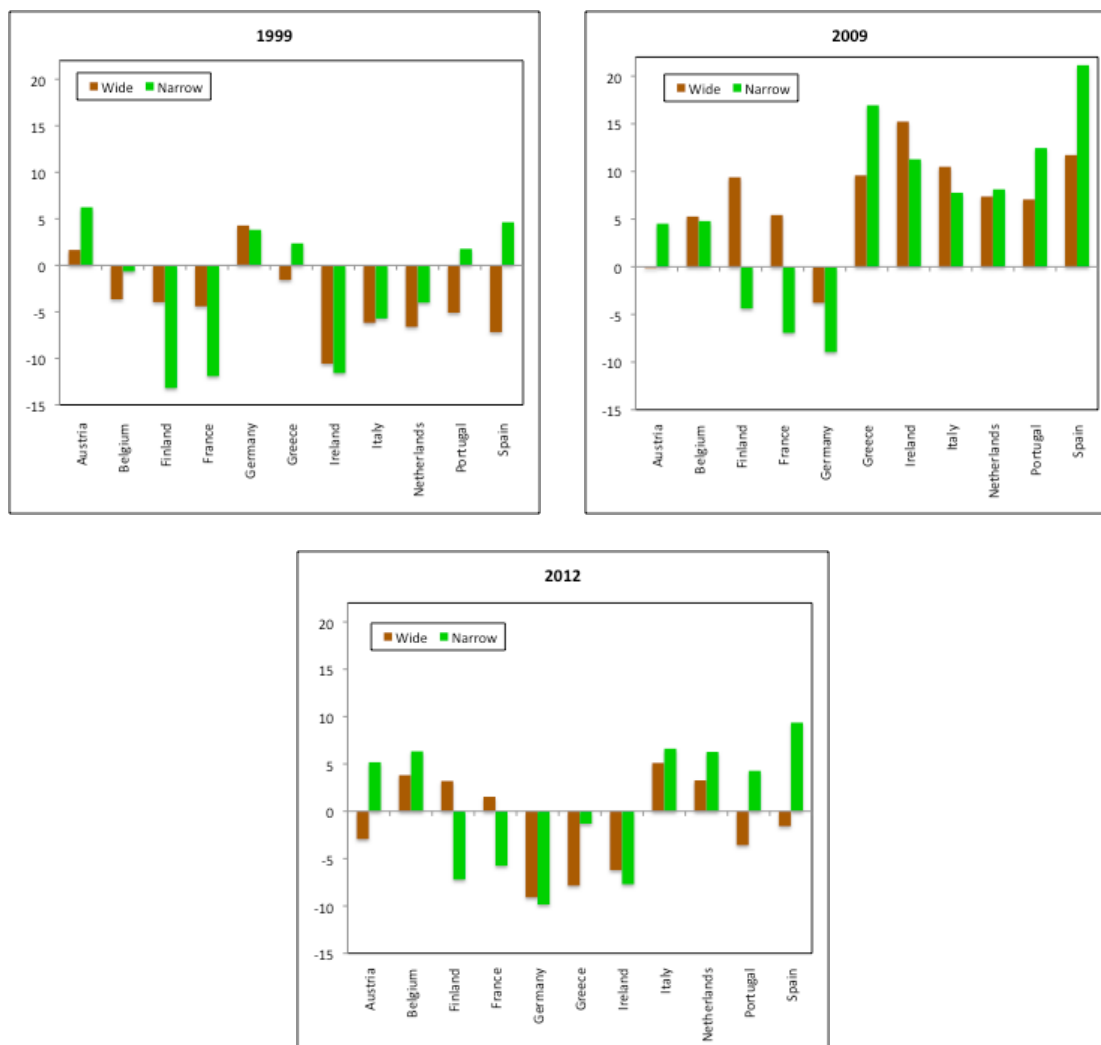 1999
Wide Narrow
20
15
10
5
0
-5
-10
-15
Austria
Belgium
Finland
France
Germany
Greece
Ireland
Italy
Netherlands
Portugal
Spain
2009
Wide Narrow
20
15
10
5
0
-5
-10
-15
Austria
Belgium
Finland
France
Germany
Greece
Ireland
Italy
Netherlands
Portugal
Spain
2012
Wide Narrow
20
15
10
5
0
-5
-10
-15
Austria
Belgium
Finland
France
Germany
Greece
Ireland
Italy
Netherlands
Portugal
Spain